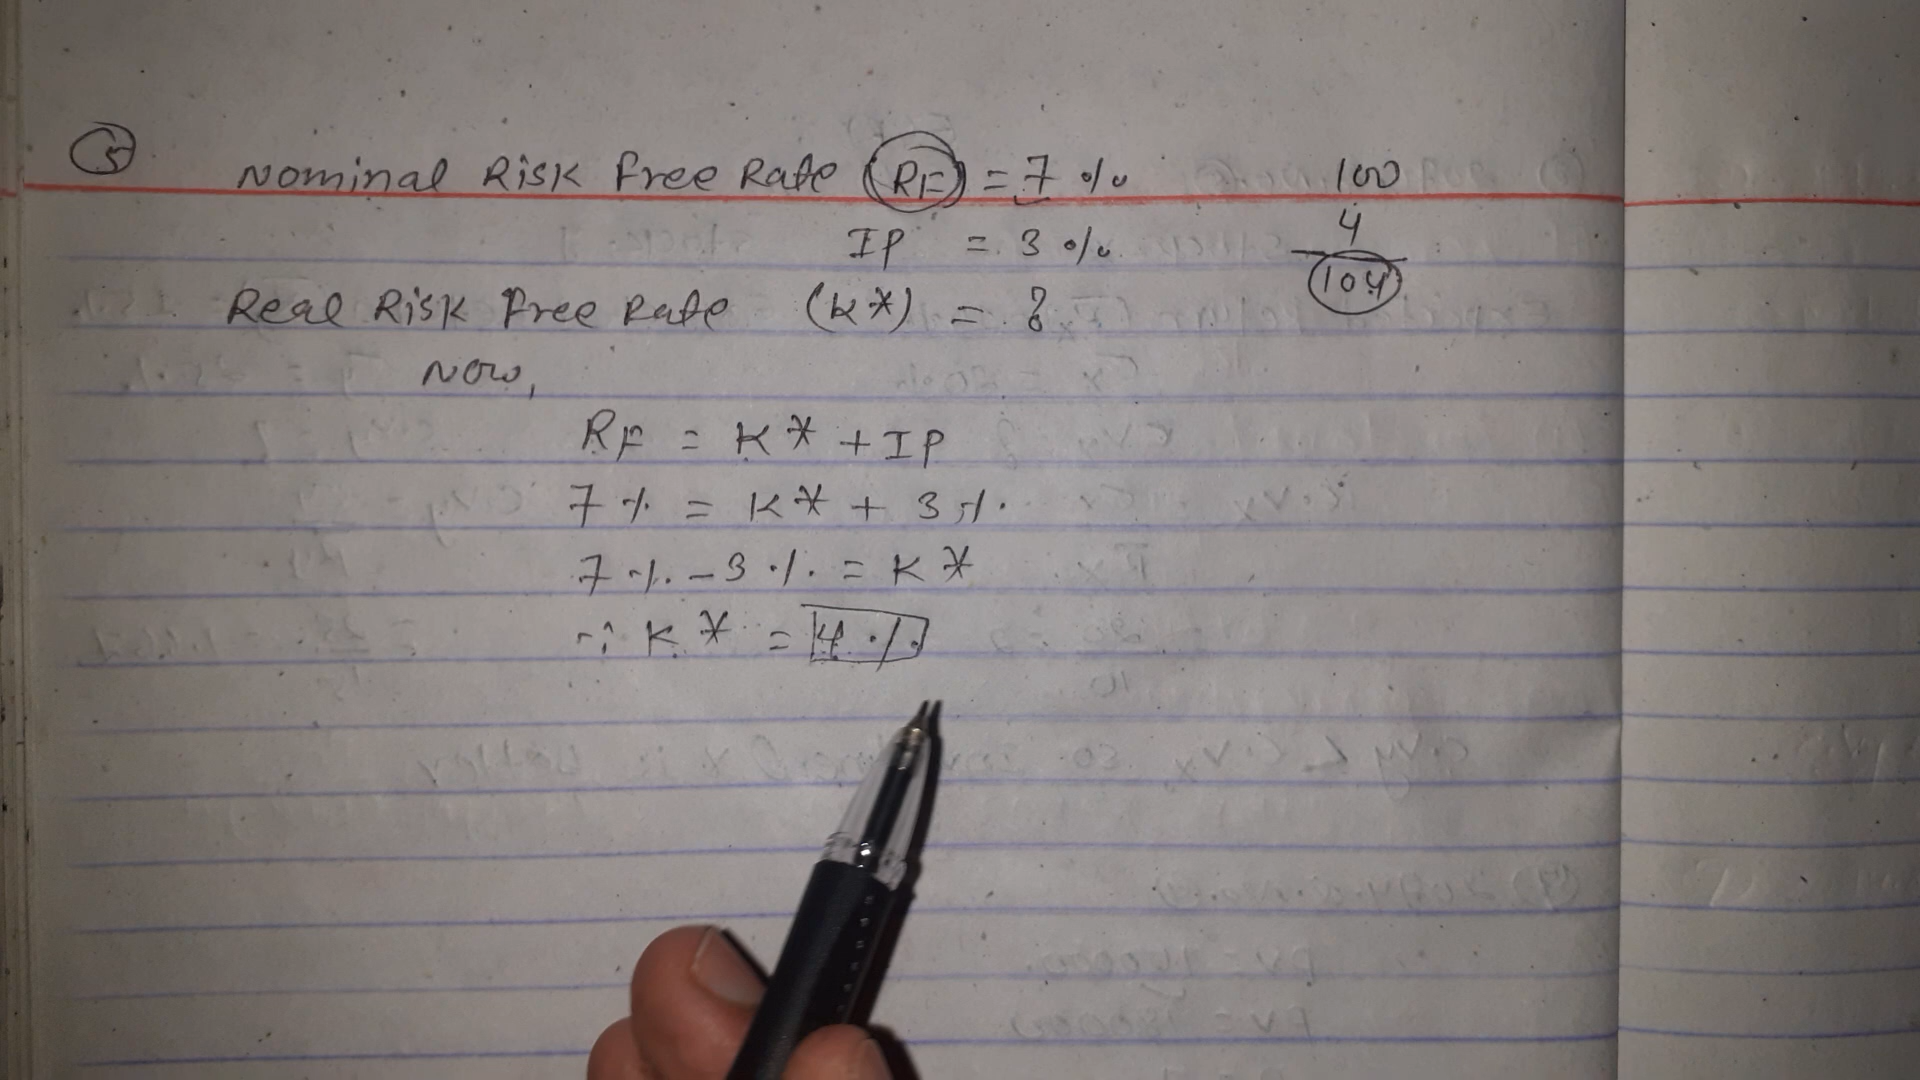 5
Nominal Risk Free Rate (RF) = 7 %
IP = 3 %
Real Risk Free Rate (K*) = ?
Now,
RF = K* + IP
7 % = K* + 3 %
7 % - 3 % = K*
∴ K* = 4 %
100
4
104